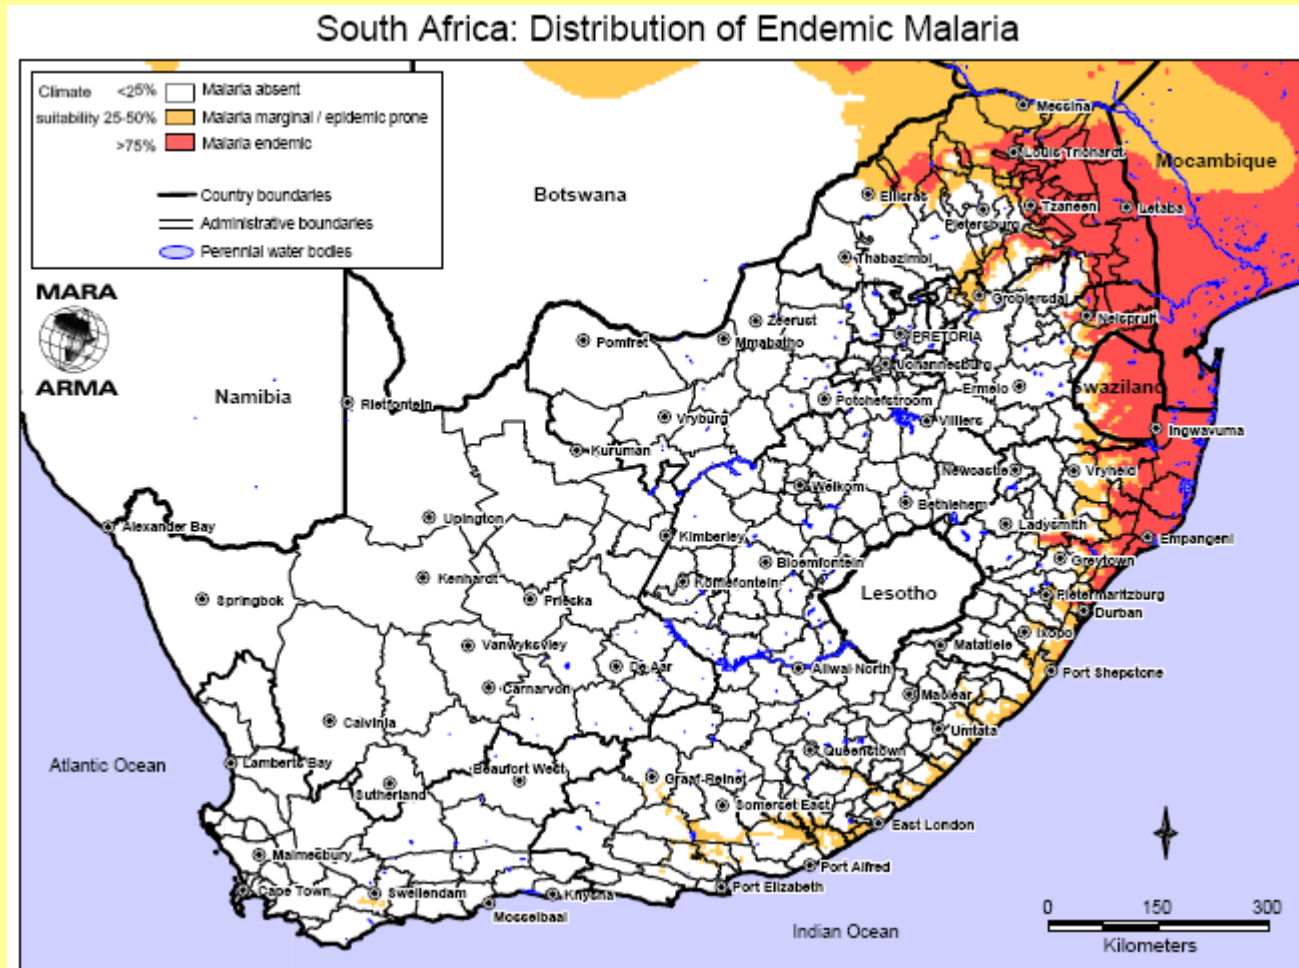 South Africa: Distribution of Endemic Malaria
Climate <25% Malaria absent
suitability 25-50% Malaria marginal / epidemic prone
>75% Malaria endemic
Country boundaries
Administrative boundaries
Perennial water bodies
MARA
ARMA
Messina
Louis Trichardt
Mocambique
Botswana
Ellisras
Tzaneen
Letaba
Pietersburg
Thabazimbi
Groblersdal
Nelspruit
Zeerust
Pomfret
Mmabatho
PRETORIA
Johannesburg
Namibia
Rietfontein
Ermelo
Swaziland
Potchefstroom
Vryburg
Villiers
Ingwavuma
Kuruman
Newcastle
Vryheid
Welkom
Bethlehem
Alexander Bay
Upington
Ladysmith
Kimberley
Empangeni
Bloemfontein
Greytown
Kenhardt
Koffiefontein
Lesotho
Springbok
Prieska
Pietermaritzburg
Durban
Ixopo
Vanwyksvley
Matatiele
De Aar
Aliwal North
Port Shepstone
Carnarvon
Maclear
Calvinia
Umtata
Queenstown
Atlantic Ocean
Lamberts Bay
Beaufort West
Graaf-Reinet
Sutherland
Somerset East
East London
Malmesbury
Port Alfred
Cape Town
Swellendam
Knysna
Port Elizabeth
Mosselbaai
Indian Ocean
0 150 300
Kilometers